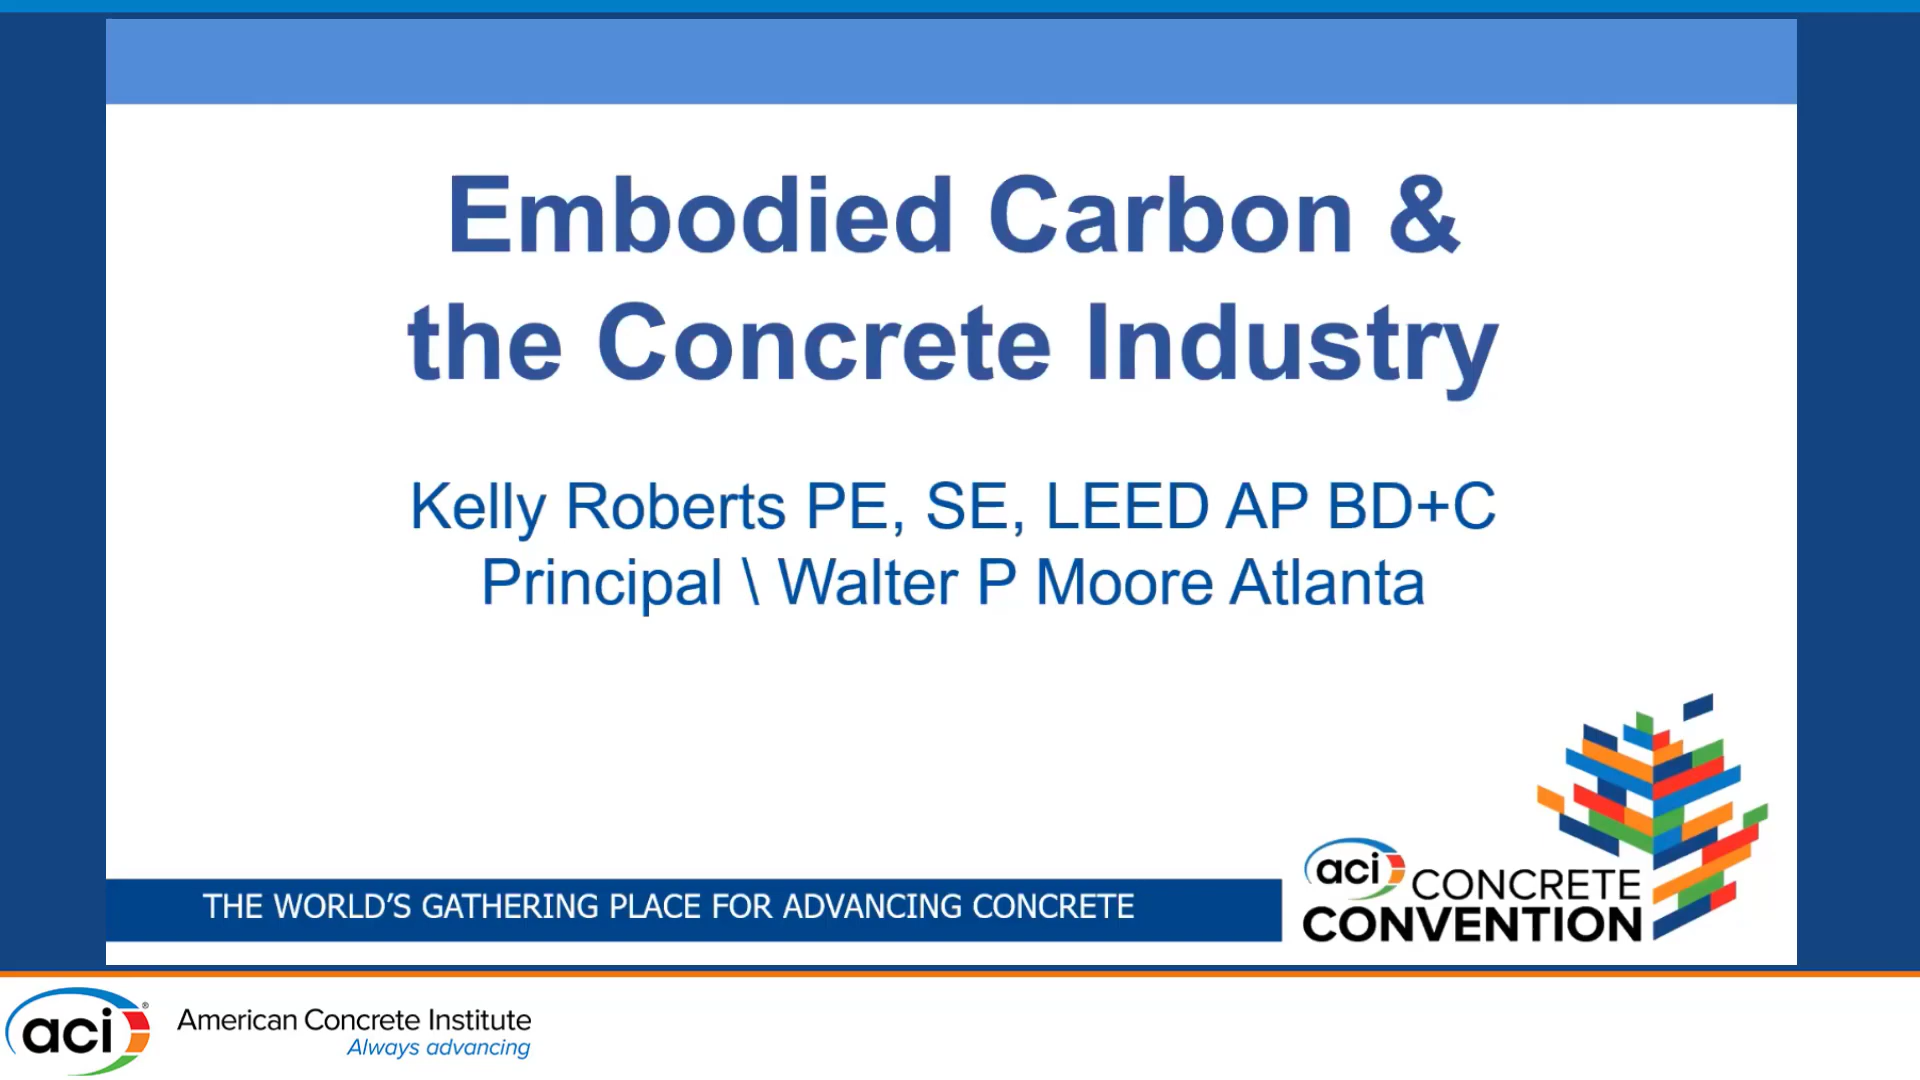 Embodied Carbon &
the Concrete Industry
Kelly Roberts PE, SE, LEED AP BD+C
Principal \ Walter P Moore Atlanta
THE WORLD'S GATHERING PLACE FOR ADVANCING CONCRETE
aci CONCRETE
CONVENTION
aci® American Concrete Institute
Always advancing